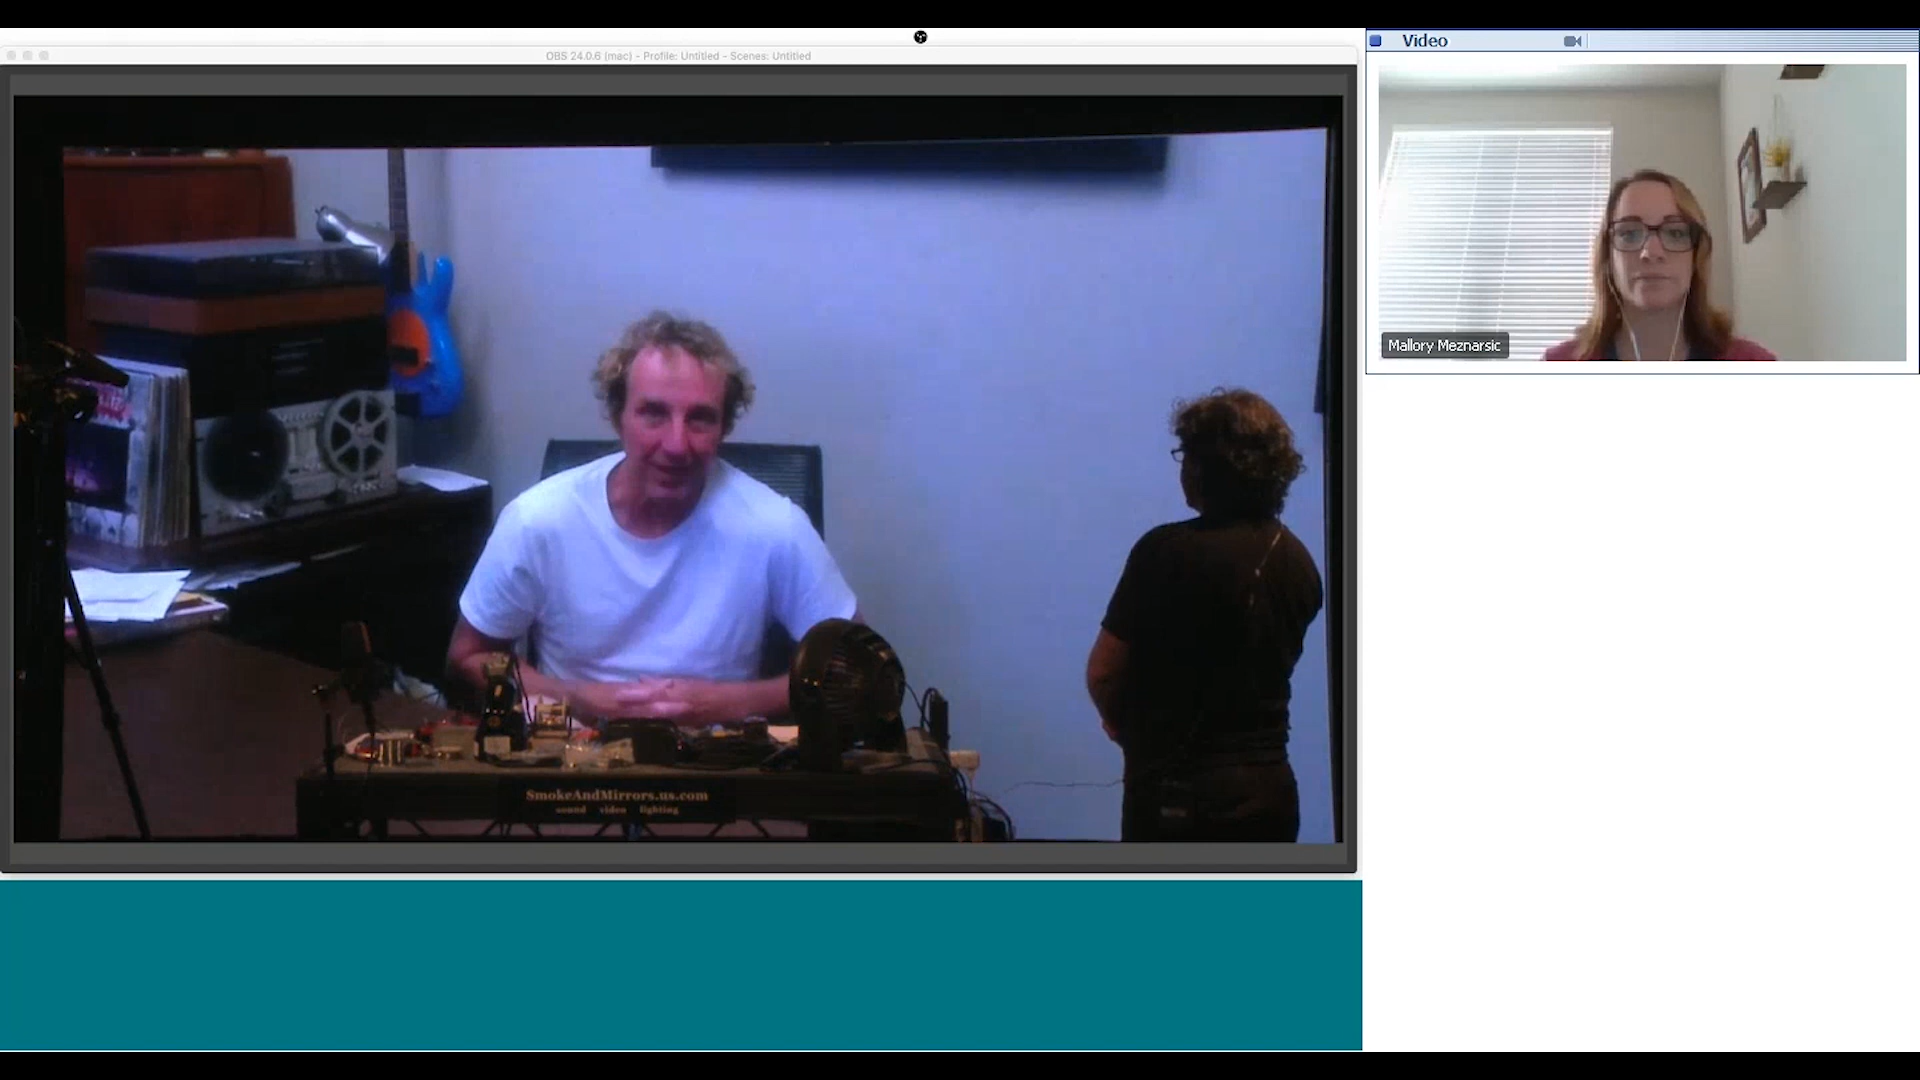 OBS 24.0.6 (mac) - Profile: Untitled - Scenes: Untitled
Video
Mallory Meznarsic
SmokeAndMirrors.us.com
sound video lighting